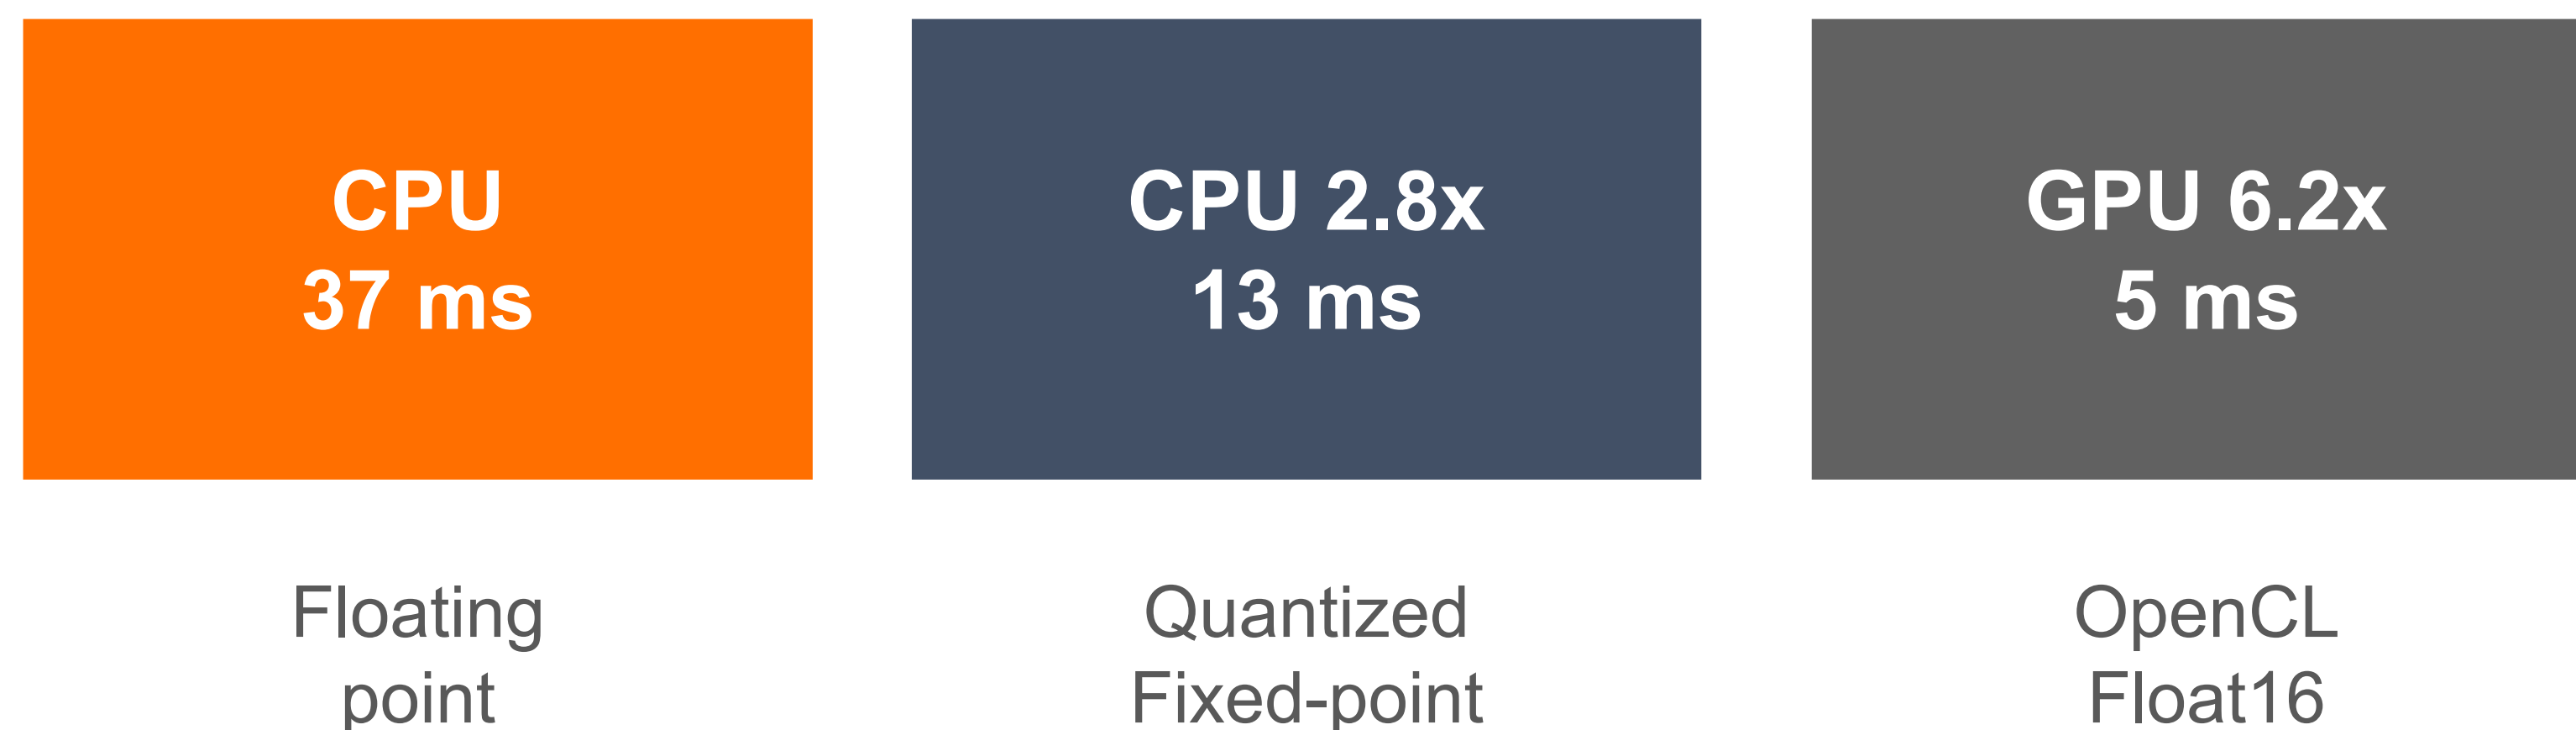 CPU
37 ms
CPU 2.8x
13 ms
GPU 6.2x
5 ms
Floating
point
Quantized
Fixed-point
OpenCL
Float16